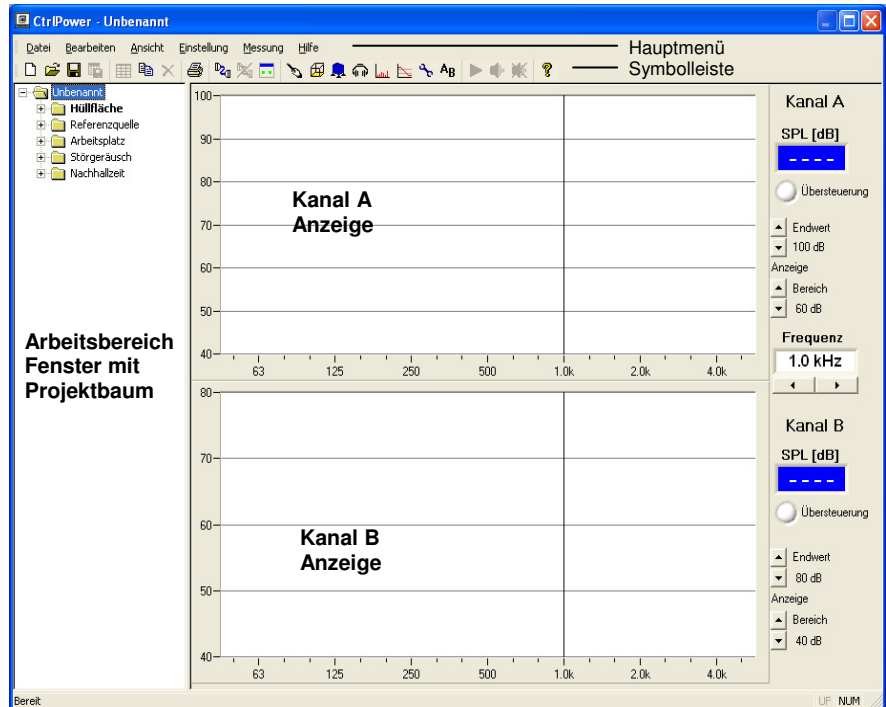 CtrlPower - Unbenannt
Datei Bearbeiten Ansicht Einstellung Messung Hilfe
Hauptmenü
Symbolleiste
Unbenannt
Hüllfläche
Referenzquelle
Arbeitsplatz
Störgeräusch
Nachhallzeit
Arbeitsbereich
Fenster mit
Projektbaum
100
90
80
70
60
50
40
Kanal A
Anzeige
63 125 250 500 1.0k 2.0k 4.0k
80
70
60
50
40
Kanal B
Anzeige
63 125 250 500 1.0k 2.0k 4.0k
Kanal A
SPL [dB]
- - - -
Übersteuerung
Endwert
100 dB
Anzeige
Bereich
60 dB
Frequenz
1.0 kHz
Kanal B
SPL [dB]
- - - -
Übersteuerung
Endwert
80 dB
Anzeige
Bereich
40 dB
Bereit
UF NUM